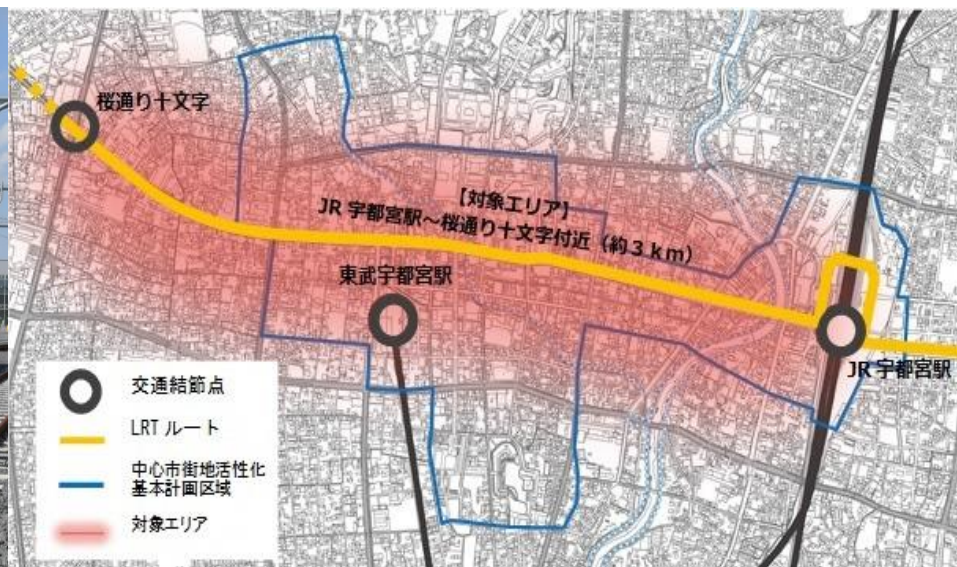 桜通り十文字
【対象エリア】
JR 宇都宮駅～桜通り十文字付近（約３ｋｍ）
東武宇都宮駅
JR 宇都宮駅
交通結節点
LRT ルート
中心市街地活性化
基本計画区域
対象エリア